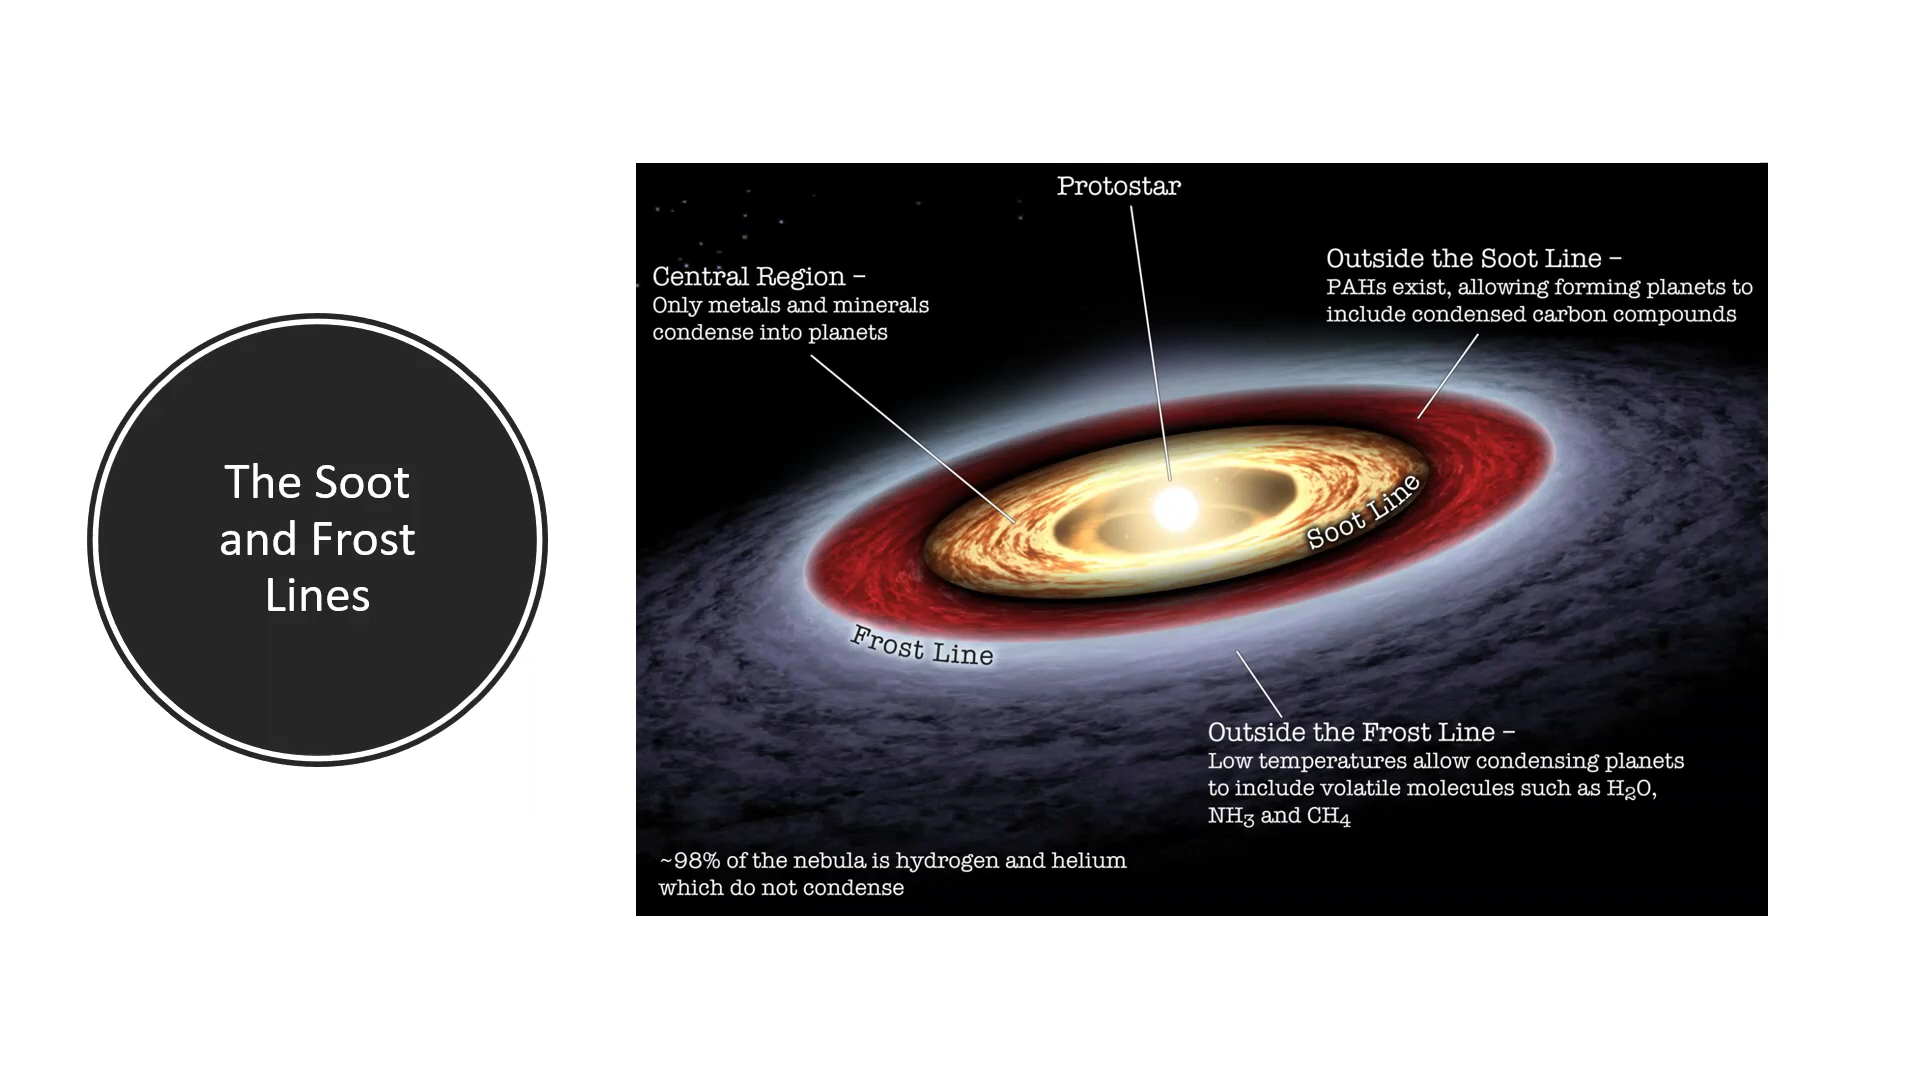 The Soot
and Frost
Lines
Protostar
Central Region –
Only metals and minerals
condense into planets
Outside the Soot Line –
PAHs exist, allowing forming planets to
include condensed carbon compounds
Soot Line
Frost Line
Outside the Frost Line –
Low temperatures allow condensing planets
to include volatile molecules such as H₂O,
NH₃ and CH₄
~98% of the nebula is hydrogen and helium
which do not condense